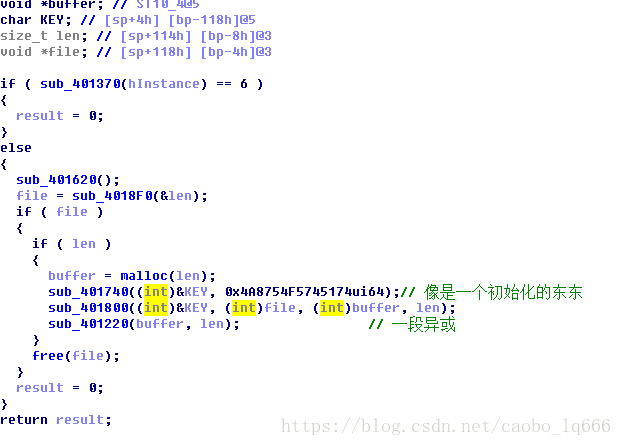 void *buffer; // ST10_4@5
char KEY; // [sp+4h] [bp-118h]@5
size_t len; // [sp+114h] [bp-8h]@3
void *file; // [sp+118h] [bp-4h]@3
if ( sub_401370(hInstance) == 6 )
{
result = 0;
}
else
{
sub_401620();
file = sub_4018F0(&len);
if ( file )
{
if ( len )
{
buffer = malloc(len);
sub_401740((int)&KEY, 0x4A8754F5745174ui64);// 像是一个初始化的东东
sub_401800((int)&KEY, (int)file, (int)buffer, len);
sub_401220(buffer, len); // 一段异或
}
free(file);
}
result = 0;
}
return result;
https://blog.csdn.net/caobo_lq666